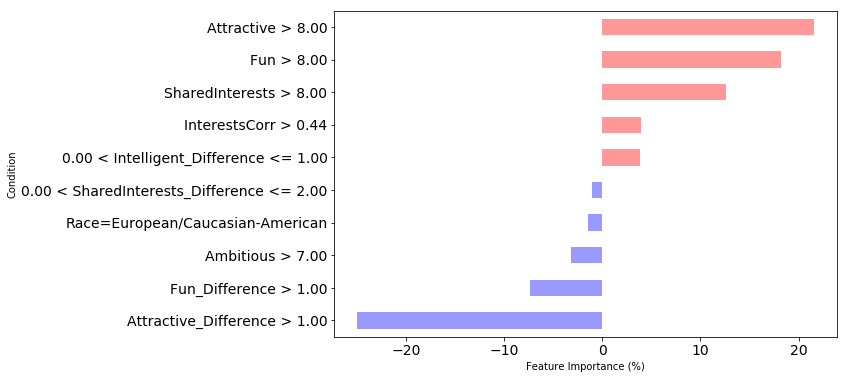 Attractive > 8.00
Fun > 8.00
SharedInterests > 8.00
InterestsCorr > 0.44
0.00 < Intelligent_Difference <= 1.00
0.00 < SharedInterests_Difference <= 2.00
Race=European/Caucasian-American
Ambitious > 7.00
Fun_Difference > 1.00
Attractive_Difference > 1.00
Condition
−20 −10 0 10 20
Feature Importance (%)